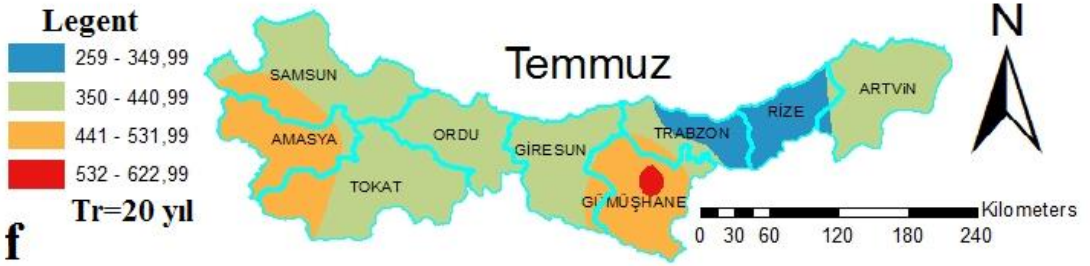 Legent
259 - 349,99
350 - 440,99
441 - 531,99
532 - 622,99
Tr=20 yıl
f
Temmuz
SAMSUN
AMASYA
TOKAT
ORDU
GİRESUN
TRABZON
GÜMÜŞHANE
RİZE
ARTVİN
N
Kilometers
0 30 60 120 180 240